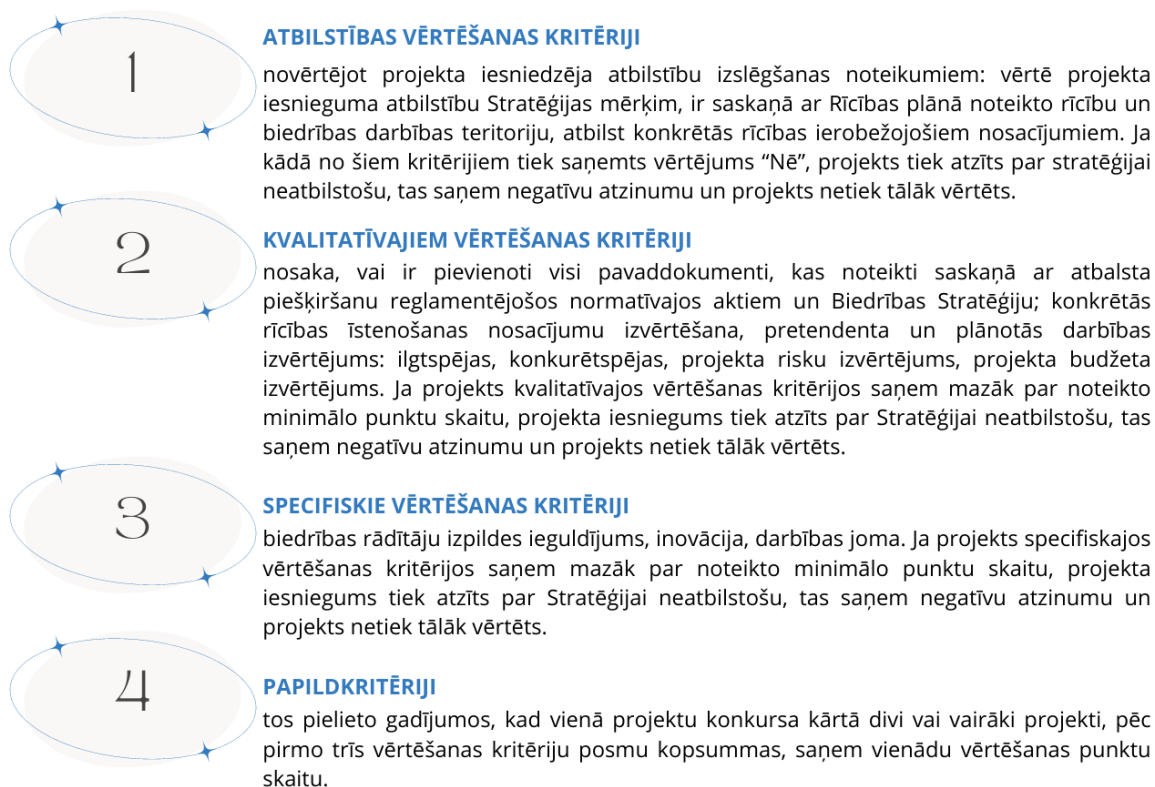 1
ATBILSTĪBAS VĒRTĒŠANAS KRITĒRIJI
novērtējot projekta iesniedzēja atbilstību izslēgšanas noteikumiem: vērtē projekta
iesnieguma atbilstību Stratēģijas mērķim, ir saskaņā ar Rīcības plānā noteikto rīcību un
biedrības darbības teritoriju, atbilst konkrētās rīcības ierobežojošiem nosacījumiem. Ja
kādā no šiem kritērijiem tiek saņemts vērtējums “Nē”, projekts tiek atzīts par stratēģijai
neatbilstošu, tas saņem negatīvu atzinumu un projekts netiek tālāk vērtēts.
2
KVALITATĪVAJIEM VĒRTĒŠANAS KRITĒRIJI
nosaka, vai ir pievienoti visi pavaddokumenti, kas noteikti saskaņā ar atbalsta
piešķiršanu reglamentējošos normatīvajos aktiem un Biedrības Stratēģiju; konkrētās
rīcības īstenošanas nosacījumu izvērtēšana, pretendenta un plānotās darbības
izvērtējums: ilgtspējas, konkurētspējas, projekta risku izvērtējums, projekta budžeta
izvērtējums. Ja projekts kvalitatīvajos vērtēšanas kritērijos saņem mazāk par noteikto
minimālo punktu skaitu, projekta iesniegums tiek atzīts par Stratēģijai neatbilstošu, tas
saņem negatīvu atzinumu un projekts netiek tālāk vērtēts.
3
SPECIFISKIE VĒRTĒŠANAS KRITĒRIJI
biedrības rādītāju izpildes ieguldījums, inovācija, darbības joma. Ja projekts specifiskajos
vērtēšanas kritērijos saņem mazāk par noteikto minimālo punktu skaitu, projekta
iesniegums tiek atzīts par Stratēģijai neatbilstošu, tas saņem negatīvu atzinumu un
projekts netiek tālāk vērtēts.
4
PAPILDKRITĒRIJI
tos pielieto gadījumos, kad vienā projektu konkursa kārtā divi vai vairāki projekti, pēc
pirmo trīs vērtēšanas kritēriju posmu kopsummas, saņem vienādu vērtēšanas punktu
skaitu.